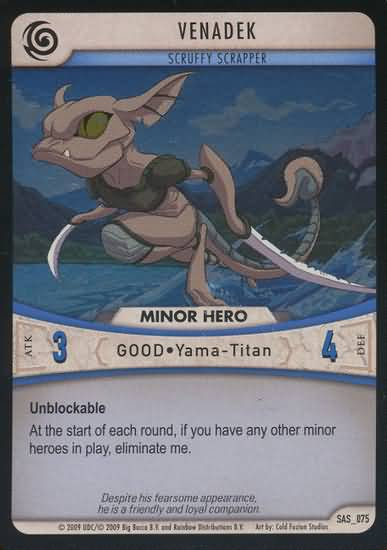 VENADEK
SCRUFFY SCRAPPER
MINOR HERO
ATK 3 GOOD•Yama-Titan 4 DEF
Unblockable
At the start of each round, if you have any other minor
heroes in play, eliminate me.
Despite his fearsome appearance,
he is a friendly and loyal companion.
© 2009 UDC/© 2009 Big Bocca B.V. and Rainbow Distributions B.V. Art by: Cold Fusion Studios SAS_075